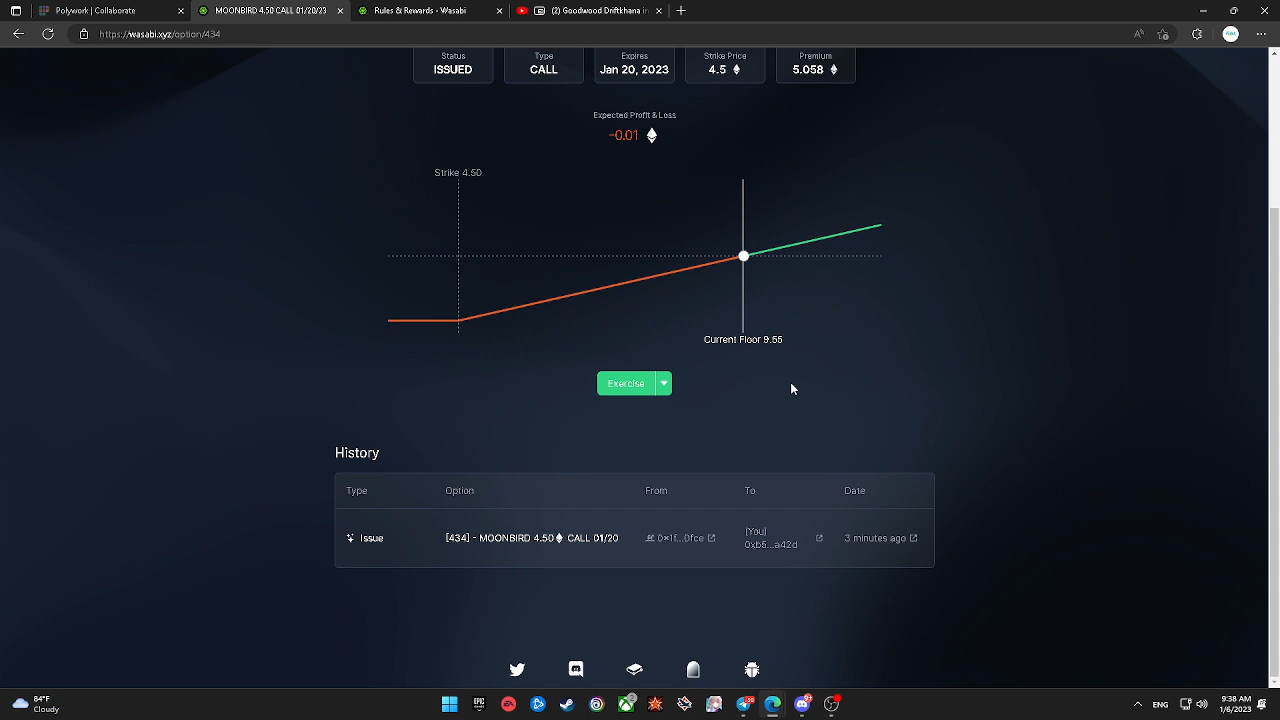 Polywork | Collaborate
MOONBIRD 4.50 CALL 01/20/23
Rules & Rewards - Wasabi
(2) Goodwood Driftkhana in
https://wasabi.xyz/option/434
Status
ISSUED
Type
CALL
Expires
Jan 20, 2023
Strike Price
4.5
Premium
5.058
Expected Profit & Loss
-0.01
Strike 4.50
Current Floor 9.55
Exercise
History
Type Option From To Date
Issue [434] - MOONBIRD 4.50 CALL 01/20 [You] 0xb5...a42d 3 minutes ago
84°F
Cloudy
ENG
9:38 AM
1/6/2023